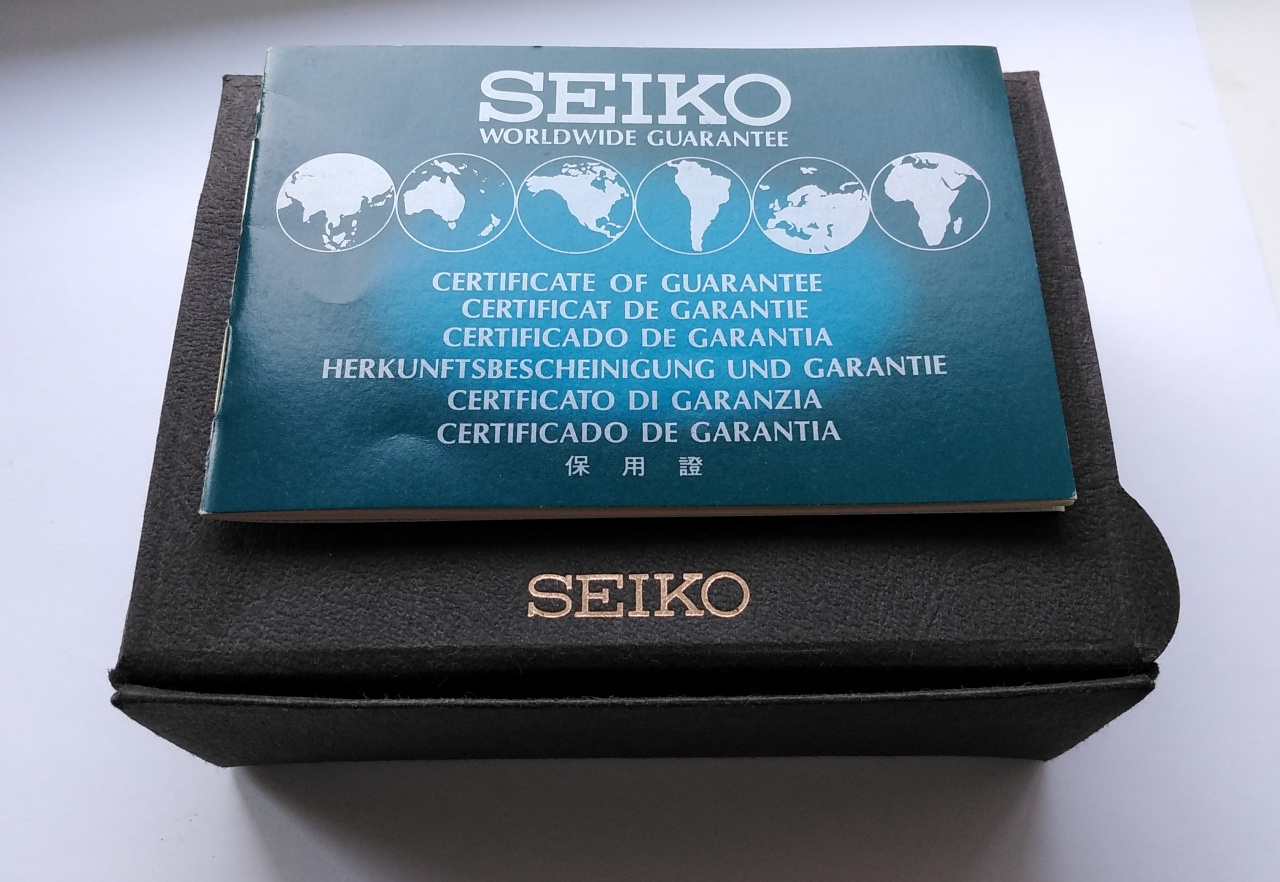 SEIKO
WORLDWIDE GUARANTEE
CERTIFICATE OF GUARANTEE
CERTIFICAT DE GARANTIE
CERTIFICADO DE GARANTIA
HERKUNFTSBESCHEINIGUNG UND GARANTIE
CERTFICATO DI GARANZIA
CERTIFICADO DE GARANTIA
保用證
SEIKO